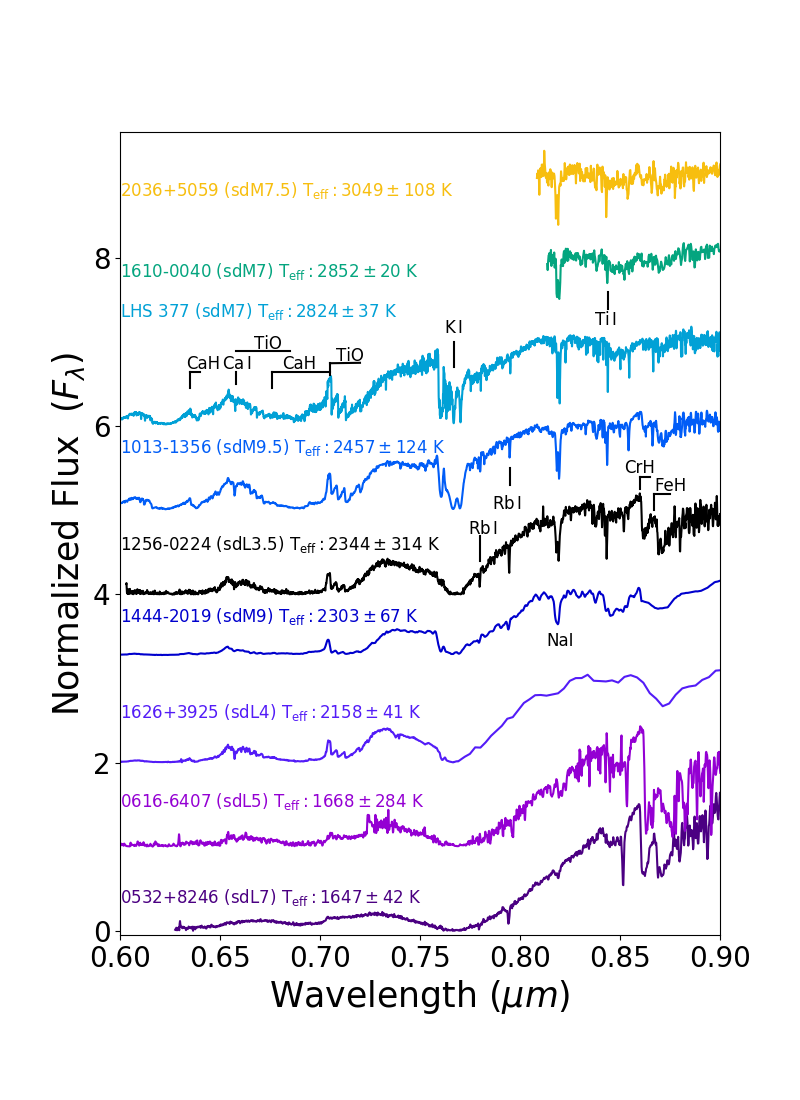 2036+5059 (sdM7.5) T_eff : 3049 ± 108 K
8
1610-0040 (sdM7) T_eff : 2852 ± 20 K
LHS 377 (sdM7) T_eff : 2824 ± 37 K
Ti I
K I
TiO
TiO
CaH Ca I CaH
6
1013-1356 (sdM9.5) T_eff : 2457 ± 124 K
CrH
FeH
Rb I
Rb I
1256-0224 (sdL3.5) T_eff : 2344 ± 314 K
4
1444-2019 (sdM9) T_eff : 2303 ± 67 K
NaI
1626+3925 (sdL4) T_eff : 2158 ± 41 K
2
0616-6407 (sdL5) T_eff : 1668 ± 284 K
0532+8246 (sdL7) T_eff : 1647 ± 42 K
0
0.60 0.65 0.70 0.75 0.80 0.85 0.90
Wavelength (μm)
Normalized Flux (F_λ)